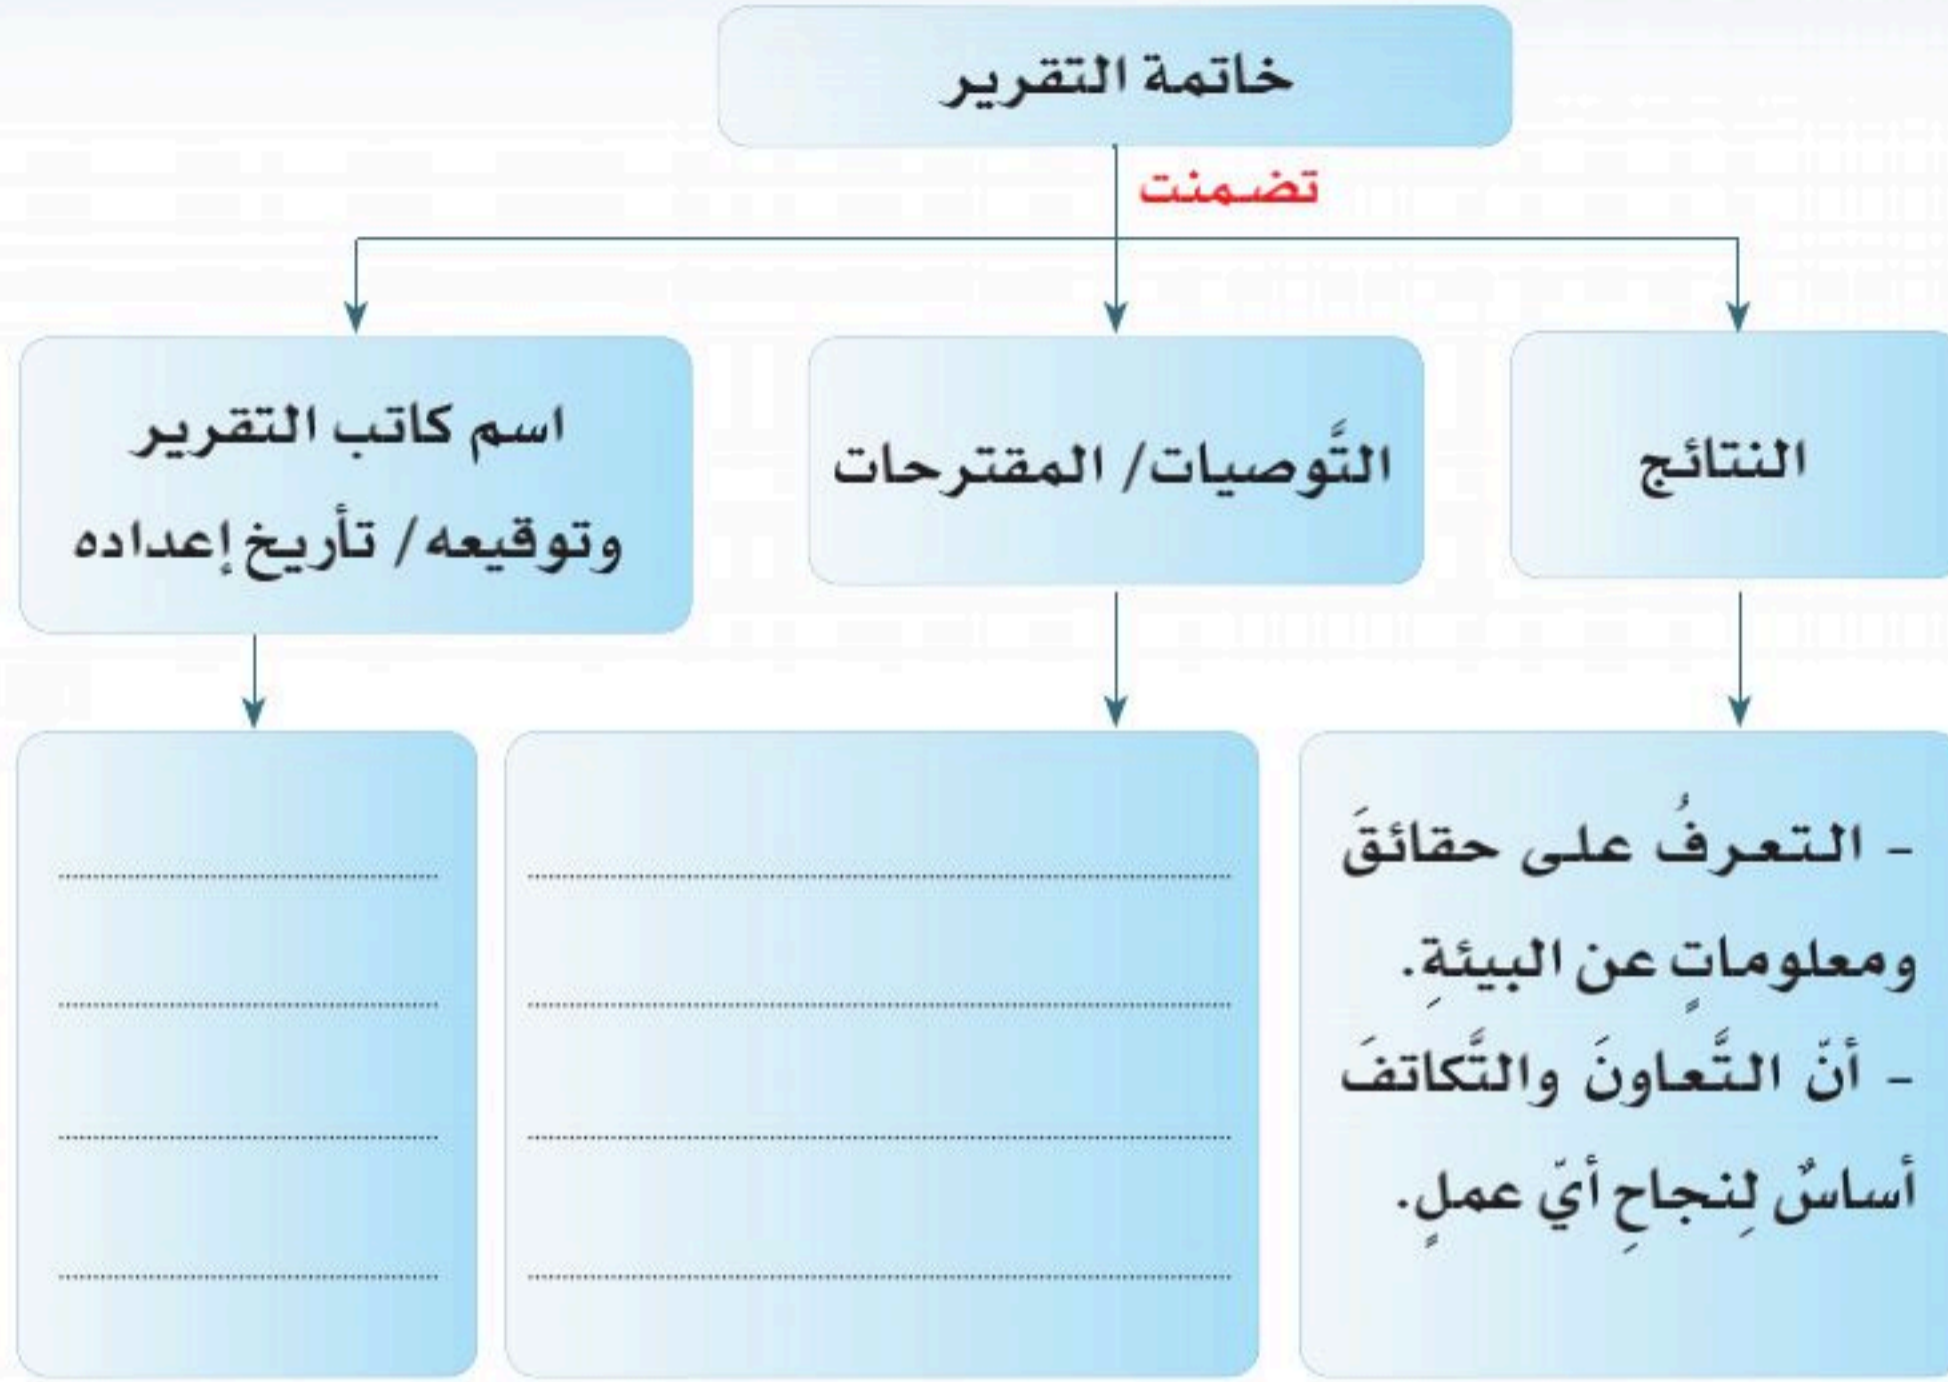 خاتمة التقرير
تضمنت
النتائج
التَّوصيات/ المقترحات
اسم كاتب التقرير
وتوقيعه/ تأريخ إعداده
- التعرفُ على حقائقَ
ومعلوماتٍ عن البيئةِ.
- أنّ التَّعاونَ والتَّكاتفَ
أساسٌ لِنجاحِ أيّ عملٍ.